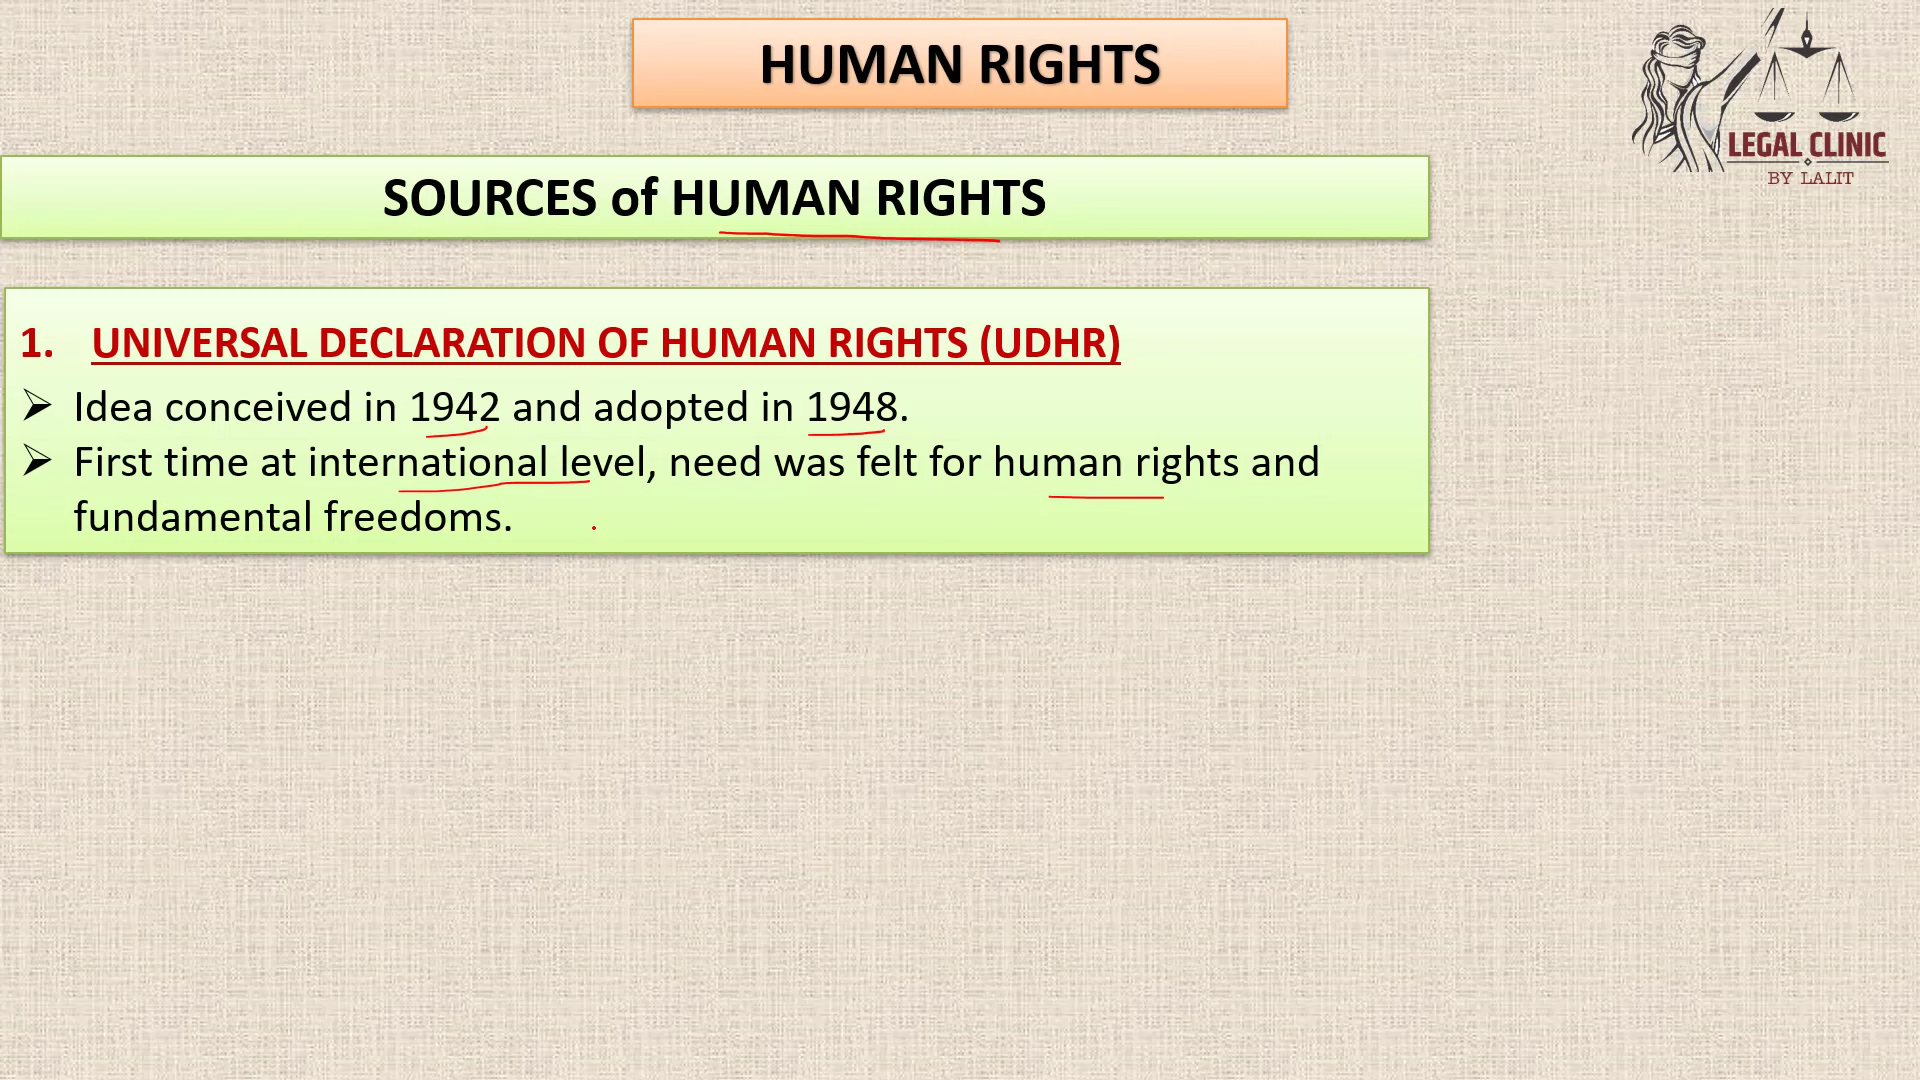 HUMAN RIGHTS
LEGAL CLINIC
BY LALIT
SOURCES of HUMAN RIGHTS
1. UNIVERSAL DECLARATION OF HUMAN RIGHTS (UDHR)
➢ Idea conceived in 1942 and adopted in 1948.
➢ First time at international level, need was felt for human rights and
fundamental freedoms.